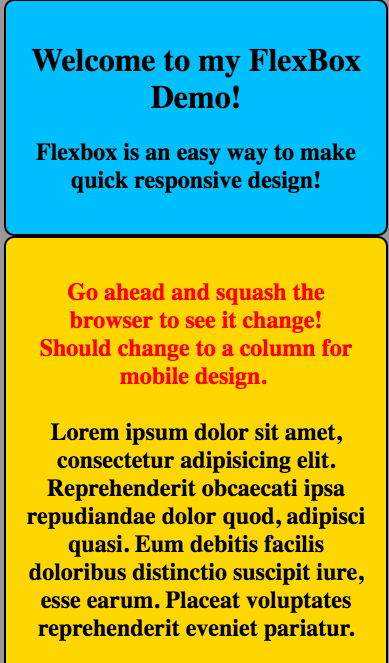 Welcome to my FlexBox
Demo!
Flexbox is an easy way to make
quick responsive design!
Go ahead and squash the
browser to see it change!
Should change to a column for
mobile design.
Lorem ipsum dolor sit amet,
consectetur adipisicing elit.
Reprehenderit obcaecati ipsa
repudiandae dolor quod, adipisci
quasi. Eum debitis facilis
doloribus distinctio suscipit iure,
esse earum. Placeat voluptates
reprehenderit eveniet pariatur.